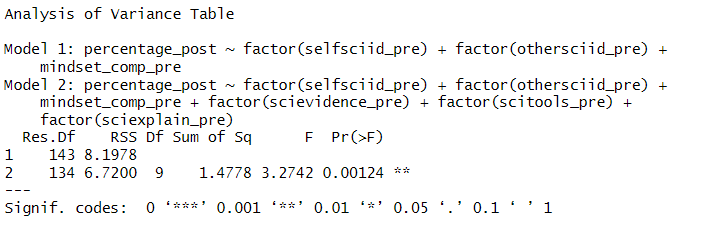 Analysis of Variance Table
Model 1: percentage_post ~ factor(selfsciid_pre) + factor(othersciid_pre) +
    mindset_comp_pre
Model 2: percentage_post ~ factor(selfsciid_pre) + factor(othersciid_pre) +
    mindset_comp_pre + factor(scievidence_pre) + factor(scitools_pre) +
    factor(sciexplain_pre)
  Res.Df    RSS Df Sum of Sq      F  Pr(>F)
1    143 8.1978
2    134 6.7200  9    1.4778 3.2742 0.00124 **
---
Signif. codes:  0 ‘***’ 0.001 ‘**’ 0.01 ‘*’ 0.05 ‘.’ 0.1 ‘ ’ 1